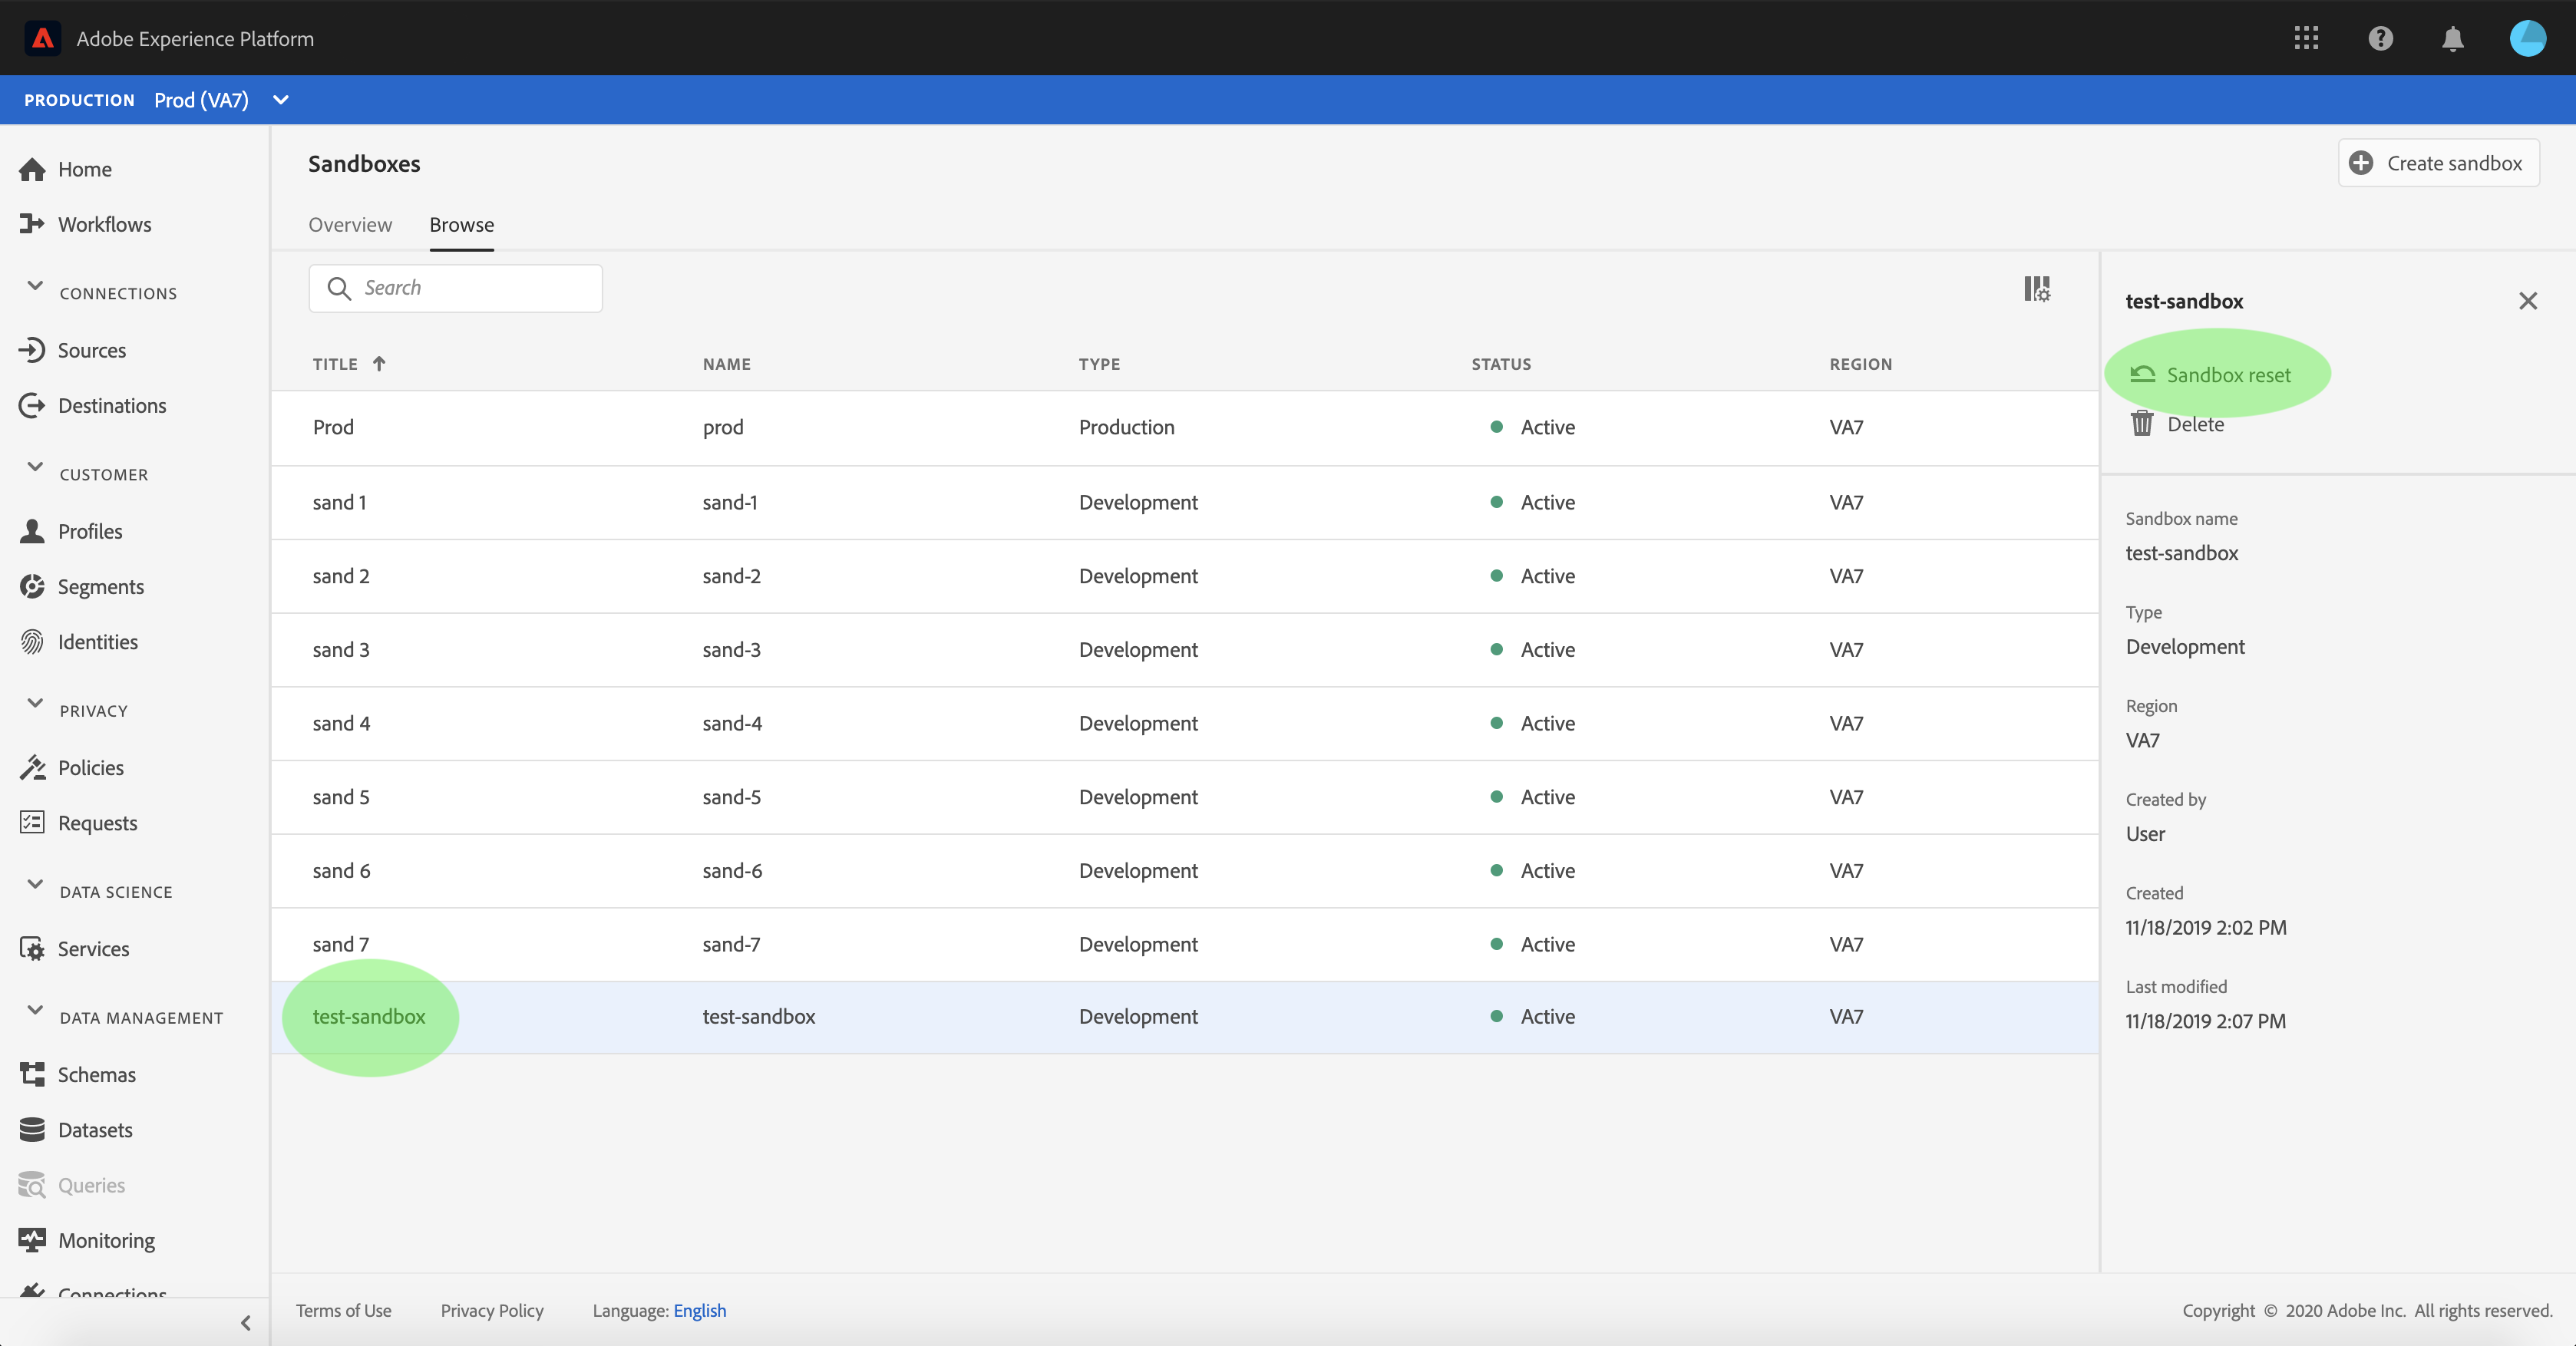 Adobe Experience Platform
PRODUCTION Prod (VA7)
Home
Workflows
CONNECTIONS
Sources
Destinations
CUSTOMER
Profiles
Segments
Identities
PRIVACY
Policies
Requests
DATA SCIENCE
Services
DATA MANAGEMENT
Schemas
Datasets
Queries
Monitoring
Connections
Sandboxes
Create sandbox
Overview Browse
Search
TITLE NAME TYPE STATUS REGION
Prod prod Production Active VA7
sand 1 sand-1 Development Active VA7
sand 2 sand-2 Development Active VA7
sand 3 sand-3 Development Active VA7
sand 4 sand-4 Development Active VA7
sand 5 sand-5 Development Active VA7
sand 6 sand-6 Development Active VA7
sand 7 sand-7 Development Active VA7
test-sandbox test-sandbox Development Active VA7
test-sandbox
Sandbox reset
Delete
Sandbox name
test-sandbox
Type
Development
Region
VA7
Created by
User
Created
11/18/2019 2:02 PM
Last modified
11/18/2019 2:07 PM
Terms of Use Privacy Policy Language: English
Copyright © 2020 Adobe Inc. All rights reserved.